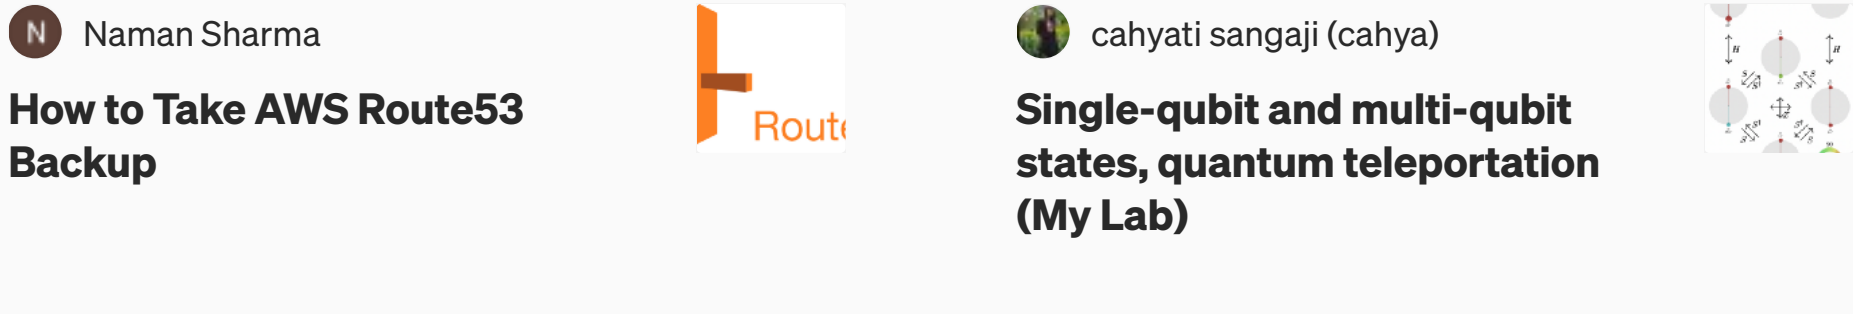 N Naman Sharma
How to Take AWS Route53
Backup
Route
cahyati sangaji (cahya)
Single-qubit and multi-qubit
states, quantum teleportation
(My Lab)
H
H